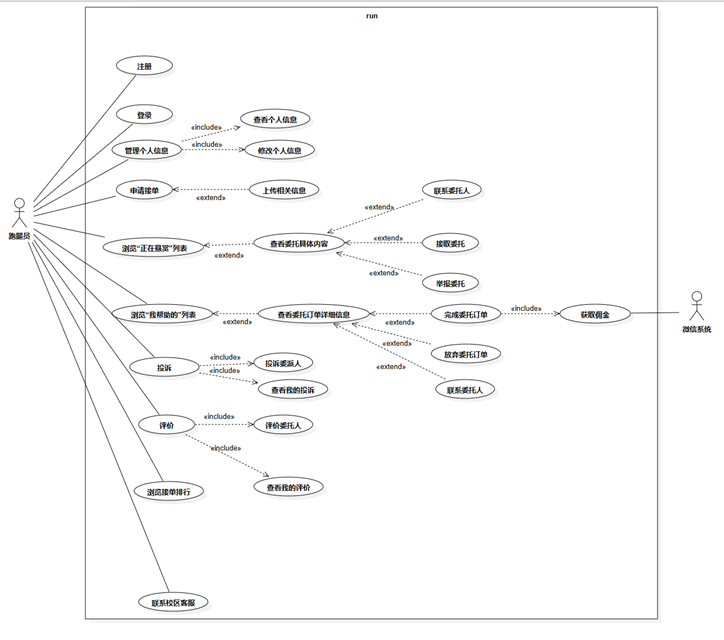 run
注册
登录
«include»
查看个人信息
管理个人信息
«include»
修改个人信息
申请接单
«extend»
上传相关信息
联系委托人
«extend»
跑腿员
浏览“正在悬赏”列表
«extend»
查看委托具体内容
«extend»
接取委托
«extend»
举报委托
浏览“我帮助的”列表
«extend»
查看委托订单详细信息
«extend»
完成委托订单
«include»
获取佣金
微信系统
«extend»
放弃委托订单
«extend»
联系委托人
投诉
«include»
投诉委派人
«include»
查看我的投诉
评价
«include»
评价委托人
«include»
查看我的评价
浏览接单排行
联系校区客服